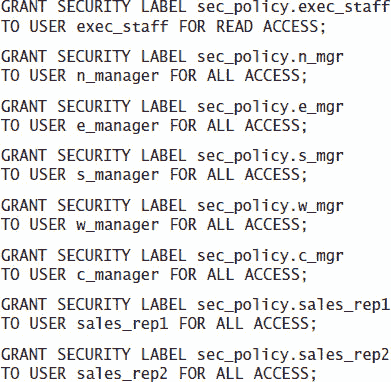 GRANT SECURITY LABEL sec_policy.exec_staff
TO USER exec_staff FOR READ ACCESS;
GRANT SECURITY LABEL sec_policy.n_mgr
TO USER n_manager FOR ALL ACCESS;
GRANT SECURITY LABEL sec_policy.e_mgr
TO USER e_manager FOR ALL ACCESS;
GRANT SECURITY LABEL sec_policy.s_mgr
TO USER s_manager FOR ALL ACCESS;
GRANT SECURITY LABEL sec_policy.w_mgr
TO USER w_manager FOR ALL ACCESS;
GRANT SECURITY LABEL sec_policy.c_mgr
TO USER c_manager FOR ALL ACCESS;
GRANT SECURITY LABEL sec_policy.sales_rep1
TO USER sales_rep1 FOR ALL ACCESS;
GRANT SECURITY LABEL sec_policy.sales_rep2
TO USER sales_rep2 FOR ALL ACCESS;